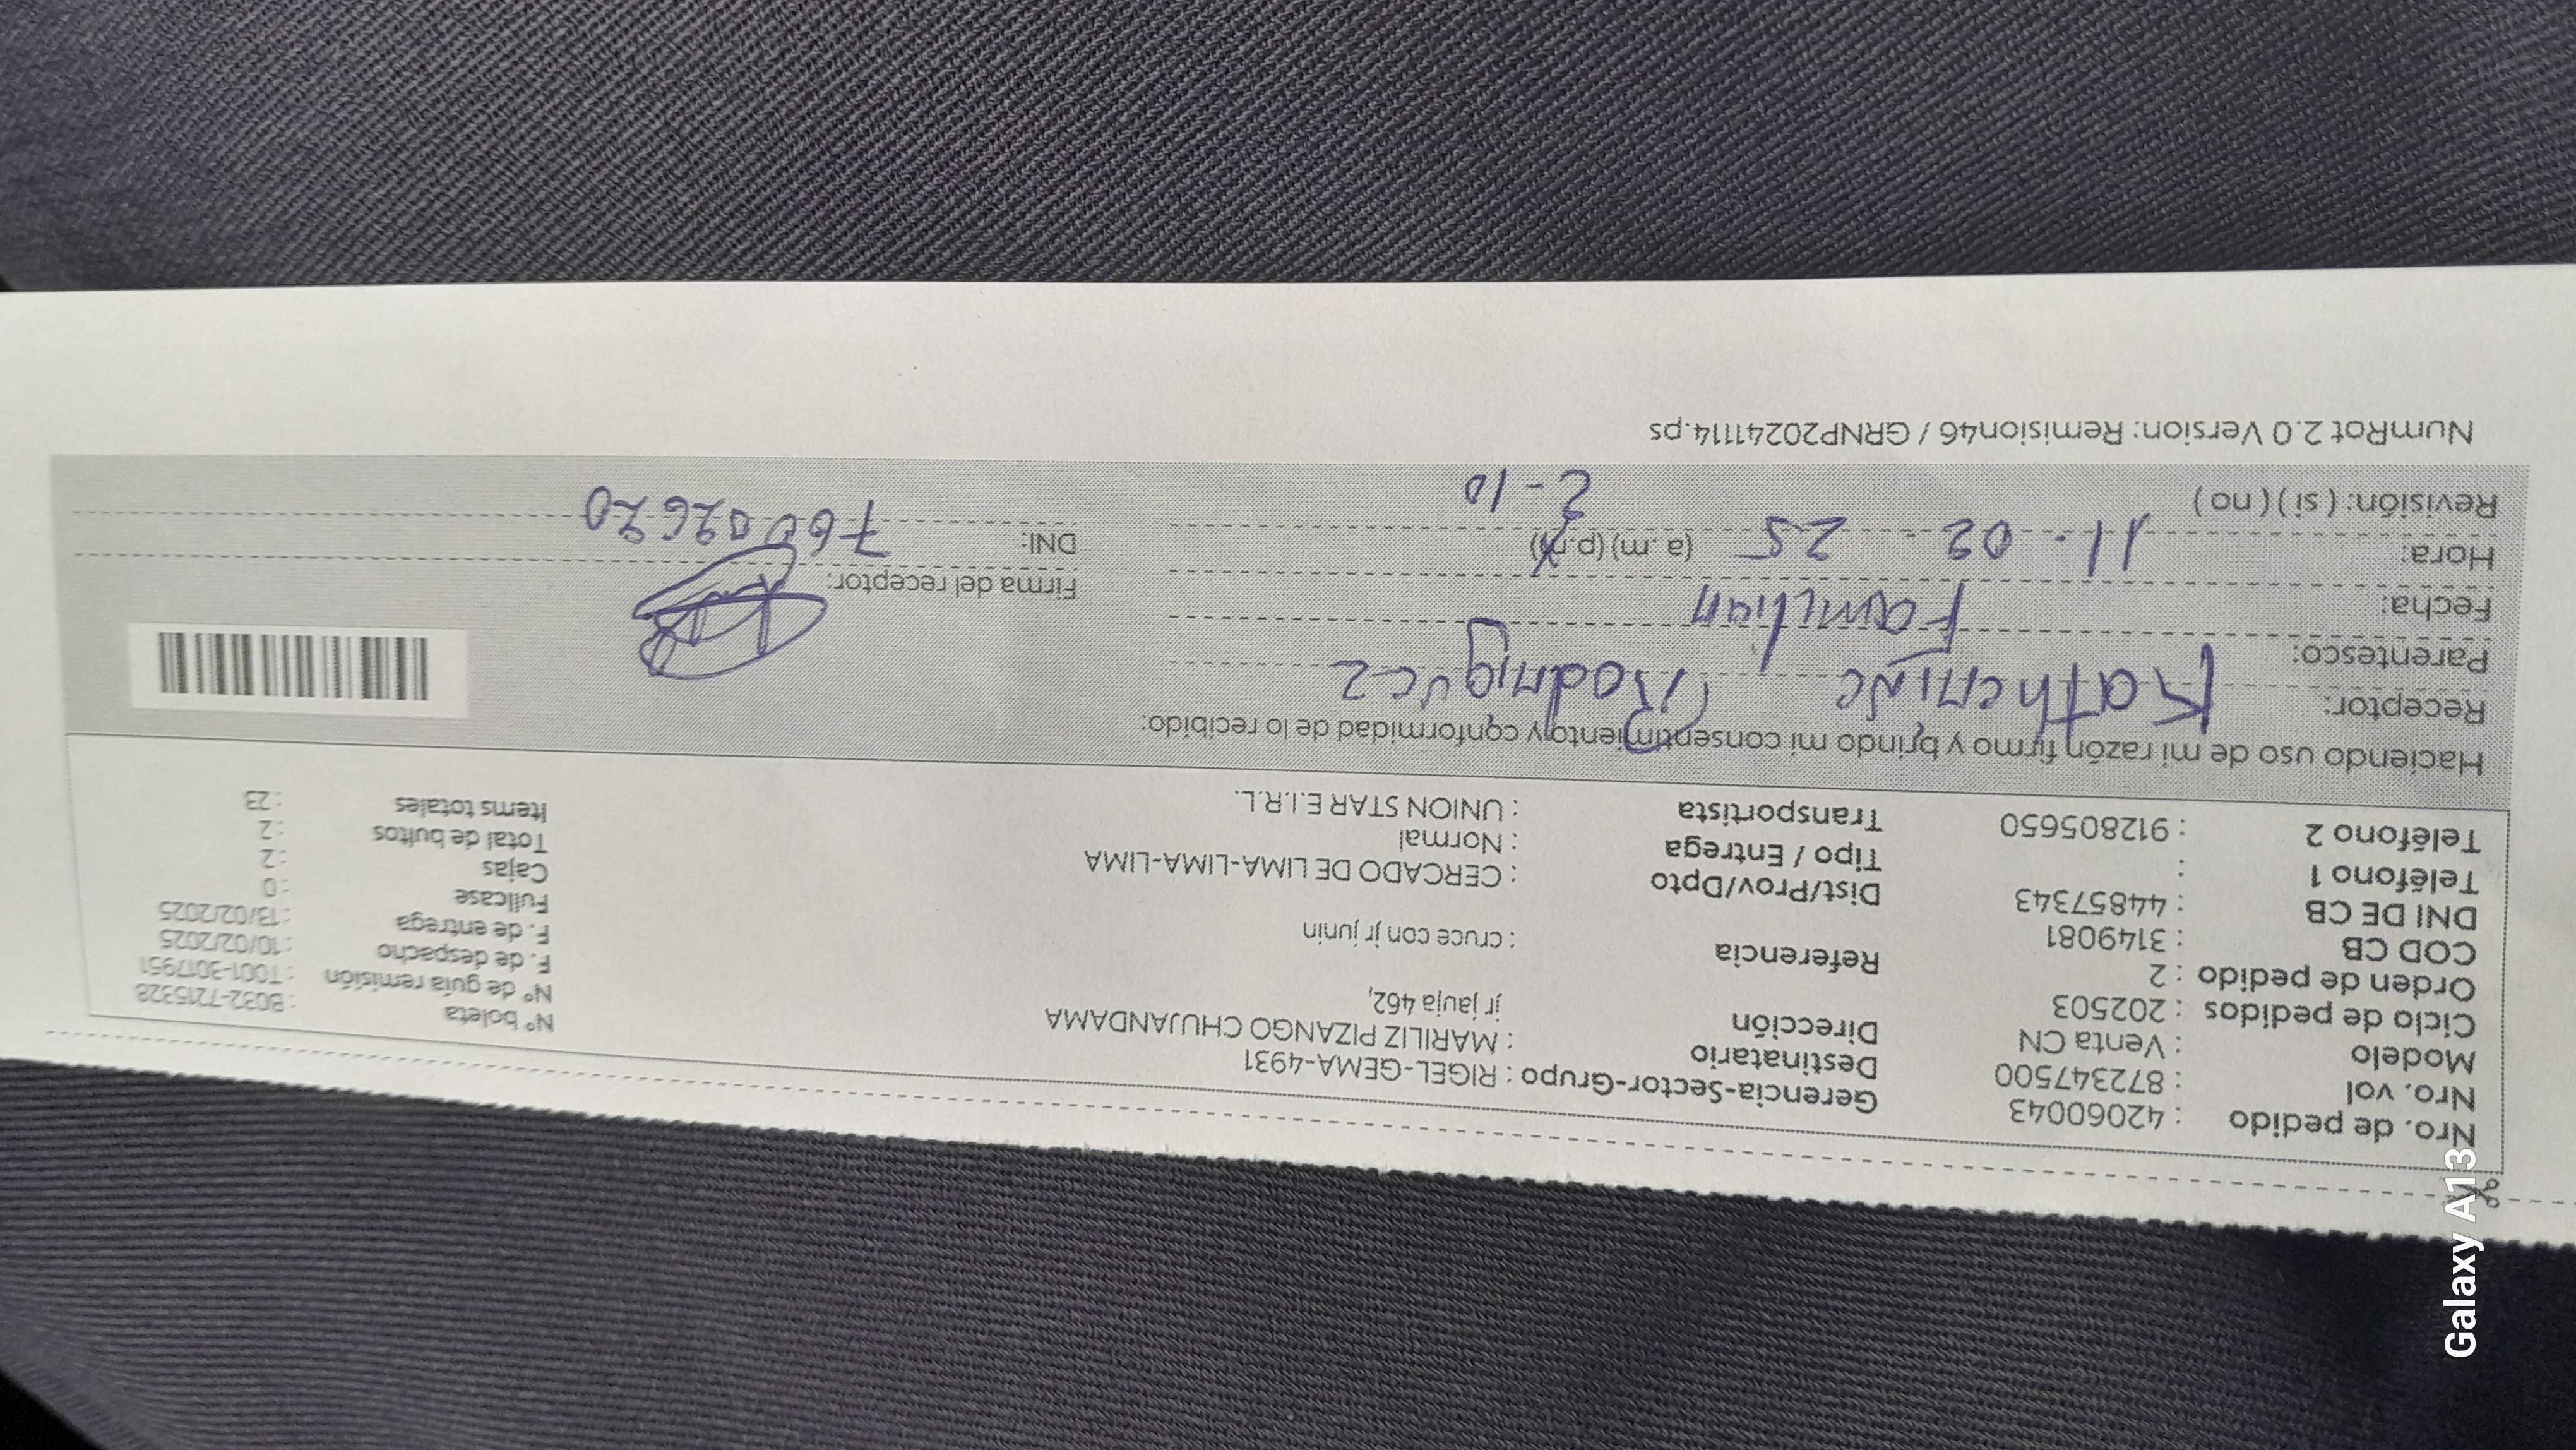 Nro. de pedido : 42060043
Nro. vol : 872347500
Modelo : Venta CN
Ciclo de pedidos : 202503
Orden de pedido : 2
COD CB : 3149081
DNI DE CB : 44857343
Teléfono 1 :
Teléfono 2 : 912805650
Gerencia-Sector-Grupo : RIGEL-GEMA-4931
Destinatario : MARILIZ PIZANGO CHUJANDAMA
Dirección
jr jauja 462,
Referencia : cruce con jr junin
Dist/Prov/Dpto : CERCADO DE LIMA-LIMA-LIMA
Tipo / Entrega : Normal
Transportista : UNION STAR E.I.R.L.
N° boleta : B032-7215328
N° de guía remisión : T001-3017951
F. de despacho : 10/02/2025
F. de entrega : 13/02/2025
Fullcase : 0
Cajas : 2
Total de bultos : 2
Items totales : 23
Haciendo uso de mi razón firmo y brindo mi consentimiento y conformidad de lo recibido:
Receptor: Katherine Rodriguez
Parentesco: Familiar
Fecha:
Hora: 11-02-25 (a.m) (p.m)
2-10
Revisión: ( si ) ( no )
Firma del receptor:
DNI:
NumRot 2.0 Version: Remision46 / GRNP20241114.ps
Galaxy A13